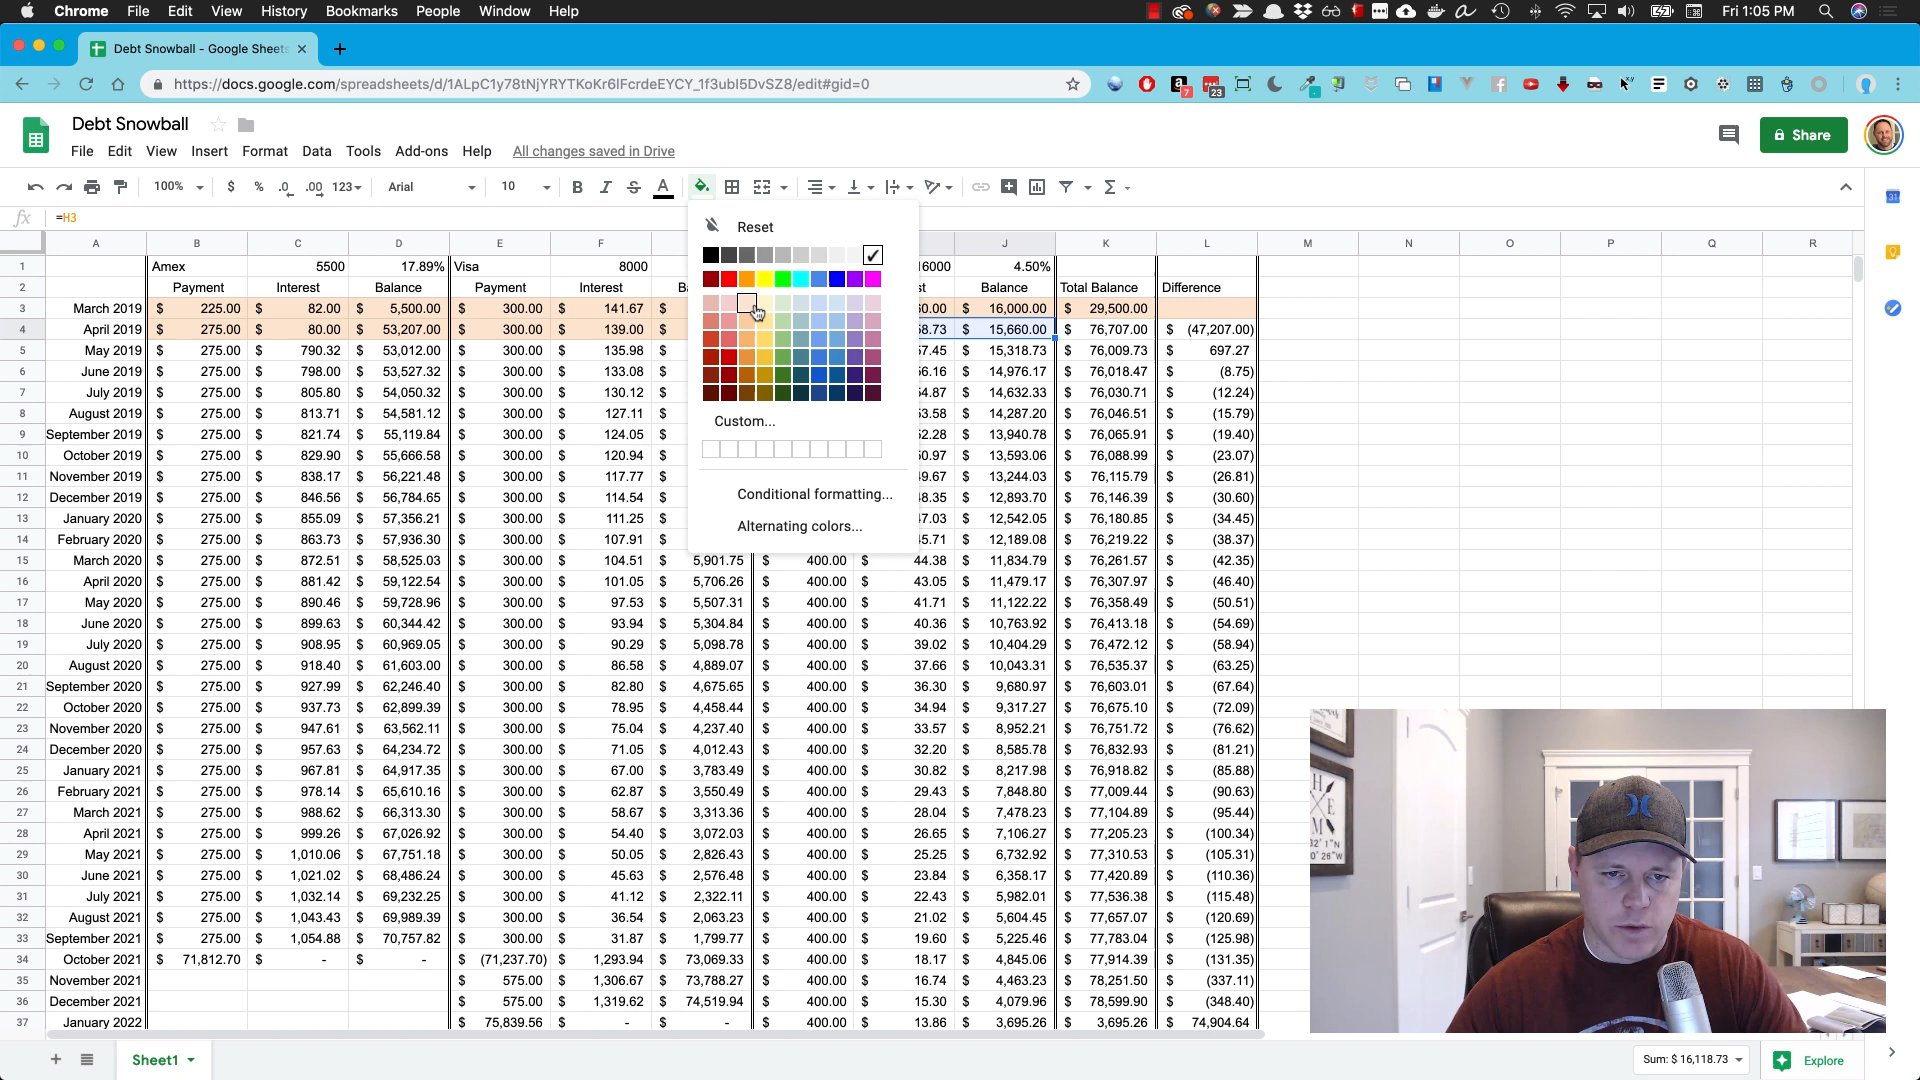 Chrome File Edit View History Bookmarks People Window Help Fri 1:05 PM
Debt Snowball - Google Sheets
https://docs.google.com/spreadsheets/d/1ALpC1y78tNjYRYTKoKr6lFcrdeEYCY_1f3ubI5DvSZ8/edit#gid=0 7 23
Debt Snowball
File Edit View Insert Format Data Tools Add-ons Help All changes saved in Drive
Share
100% $ % .0 .00 123 Arial 10 B I S A Σ
fx =H3
A B C D E F J K L M N O P Q R
1 Amex 5500 17.89% Visa 8000 16000 4.50%
2 Payment Interest Balance Payment Interest Balance Total Balance Difference
3 March 2019 $ 225.00 $ 82.00 $ 5,500.00 $ 300.00 $ 141.67 $ $ 16,000.00 $ 29,500.00
4 April 2019 $ 275.00 $ 80.00 $ 53,207.00 $ 300.00 $ 139.00 $ 8.73 $ 15,660.00 $ 76,707.00 $ (47,207.00)
5 May 2019 $ 275.00 $ 790.32 $ 53,012.00 $ 300.00 $ 135.98 $ 7.45 $ 15,318.73 $ 76,009.73 $ 697.27
6 June 2019 $ 275.00 $ 798.00 $ 53,527.32 $ 300.00 $ 133.08 $ 6.16 $ 14,976.17 $ 76,018.47 $ (8.75)
7 July 2019 $ 275.00 $ 805.80 $ 54,050.32 $ 300.00 $ 130.12 $ 4.87 $ 14,632.33 $ 76,030.71 $ (12.24)
8 August 2019 $ 275.00 $ 813.71 $ 54,581.12 $ 300.00 $ 127.11 $ 3.58 $ 14,287.20 $ 76,046.51 $ (15.79)
9 September 2019 $ 275.00 $ 821.74 $ 55,119.84 $ 300.00 $ 124.05 $ 2.28 $ 13,940.78 $ 76,065.91 $ (19.40)
10 October 2019 $ 275.00 $ 829.90 $ 55,666.58 $ 300.00 $ 120.94 $ 0.97 $ 13,593.06 $ 76,088.99 $ (23.07)
11 November 2019 $ 275.00 $ 838.17 $ 56,221.48 $ 300.00 $ 117.77 $ 9.67 $ 13,244.03 $ 76,115.79 $ (26.81)
12 December 2019 $ 275.00 $ 846.56 $ 56,784.65 $ 300.00 $ 114.54 $ 8.35 $ 12,893.70 $ 76,146.39 $ (30.60)
13 January 2020 $ 275.00 $ 855.09 $ 57,356.21 $ 300.00 $ 111.25 $ 7.03 $ 12,542.05 $ 76,180.85 $ (34.45)
14 February 2020 $ 275.00 $ 863.73 $ 57,936.30 $ 300.00 $ 107.91 $ 5.71 $ 12,189.08 $ 76,219.22 $ (38.37)
15 March 2020 $ 275.00 $ 872.51 $ 58,525.03 $ 300.00 $ 104.51 $ 5,901.75 $ 400.00 $ 44.38 $ 11,834.79 $ 76,261.57 $ (42.35)
16 April 2020 $ 275.00 $ 881.42 $ 59,122.54 $ 300.00 $ 101.05 $ 5,706.26 $ 400.00 $ 43.05 $ 11,479.17 $ 76,307.97 $ (46.40)
17 May 2020 $ 275.00 $ 890.46 $ 59,728.96 $ 300.00 $ 97.53 $ 5,507.31 $ 400.00 $ 41.71 $ 11,122.22 $ 76,358.49 $ (50.51)
18 June 2020 $ 275.00 $ 899.63 $ 60,344.42 $ 300.00 $ 93.94 $ 5,304.84 $ 400.00 $ 40.36 $ 10,763.92 $ 76,413.18 $ (54.69)
19 July 2020 $ 275.00 $ 908.95 $ 60,969.05 $ 300.00 $ 90.29 $ 5,098.78 $ 400.00 $ 39.02 $ 10,404.29 $ 76,472.12 $ (58.94)
20 August 2020 $ 275.00 $ 918.40 $ 61,603.00 $ 300.00 $ 86.58 $ 4,889.07 $ 400.00 $ 37.66 $ 10,043.31 $ 76,535.37 $ (63.25)
21 September 2020 $ 275.00 $ 927.99 $ 62,246.40 $ 300.00 $ 82.80 $ 4,675.65 $ 400.00 $ 36.30 $ 9,680.97 $ 76,603.01 $ (67.64)
22 October 2020 $ 275.00 $ 937.73 $ 62,899.39 $ 300.00 $ 78.95 $ 4,458.44 $ 400.00 $ 34.94 $ 9,317.27 $ 76,675.10 $ (72.09)
23 November 2020 $ 275.00 $ 947.61 $ 63,562.11 $ 300.00 $ 75.04 $ 4,237.40 $ 400.00 $ 33.57 $ 8,952.21 $ 76,751.72 $ (76.62)
24 December 2020 $ 275.00 $ 957.63 $ 64,234.72 $ 300.00 $ 71.05 $ 4,012.43 $ 400.00 $ 32.20 $ 8,585.78 $ 76,832.93 $ (81.21)
25 January 2021 $ 275.00 $ 967.81 $ 64,917.35 $ 300.00 $ 67.00 $ 3,783.49 $ 400.00 $ 30.82 $ 8,217.98 $ 76,918.82 $ (85.88)
26 February 2021 $ 275.00 $ 978.14 $ 65,610.16 $ 300.00 $ 62.87 $ 3,550.49 $ 400.00 $ 29.43 $ 7,848.80 $ 77,009.44 $ (90.63)
27 March 2021 $ 275.00 $ 988.62 $ 66,313.30 $ 300.00 $ 58.67 $ 3,313.36 $ 400.00 $ 28.04 $ 7,478.23 $ 77,104.89 $ (95.44)
28 April 2021 $ 275.00 $ 999.26 $ 67,026.92 $ 300.00 $ 54.40 $ 3,072.03 $ 400.00 $ 26.65 $ 7,106.27 $ 77,205.23 $ (100.34)
29 May 2021 $ 275.00 $ 1,010.06 $ 67,751.18 $ 300.00 $ 50.05 $ 2,826.43 $ 400.00 $ 25.25 $ 6,732.92 $ 77,310.53 $ (105.31)
30 June 2021 $ 275.00 $ 1,021.02 $ 68,486.24 $ 300.00 $ 45.63 $ 2,576.48 $ 400.00 $ 23.84 $ 6,358.17 $ 77,420.89 $ (110.36)
31 July 2021 $ 275.00 $ 1,032.14 $ 69,232.25 $ 300.00 $ 41.12 $ 2,322.11 $ 400.00 $ 22.43 $ 5,982.01 $ 77,536.38 $ (115.48)
32 August 2021 $ 275.00 $ 1,043.43 $ 69,989.39 $ 300.00 $ 36.54 $ 2,063.23 $ 400.00 $ 21.02 $ 5,604.45 $ 77,657.07 $ (120.69)
33 September 2021 $ 275.00 $ 1,054.88 $ 70,757.82 $ 300.00 $ 31.87 $ 1,799.77 $ 400.00 $ 19.60 $ 5,225.46 $ 77,783.04 $ (125.98)
34 October 2021 $ 71,812.70 $ - $ - $ (71,237.70) $ 1,293.94 $ 73,069.33 $ 400.00 $ 18.17 $ 4,845.06 $ 77,914.39 $ (131.35)
35 November 2021 $ 575.00 $ 1,306.67 $ 73,788.27 $ 400.00 $ 16.74 $ 4,463.23 $ 78,251.50 $ (337.11)
36 December 2021 $ 575.00 $ 1,319.62 $ 74,519.94 $ 400.00 $ 15.30 $ 4,079.96 $ 78,599.90 $ (348.40)
37 January 2022 $ 75,839.56 $ - $ - $ 400.00 $ 13.86 $ 3,695.26 $ 3,695.26 $ 74,904.64
Reset
Custom...
Conditional formatting...
Alternating colors...
Sheet1 Sum: $ 16,118.73 Explore